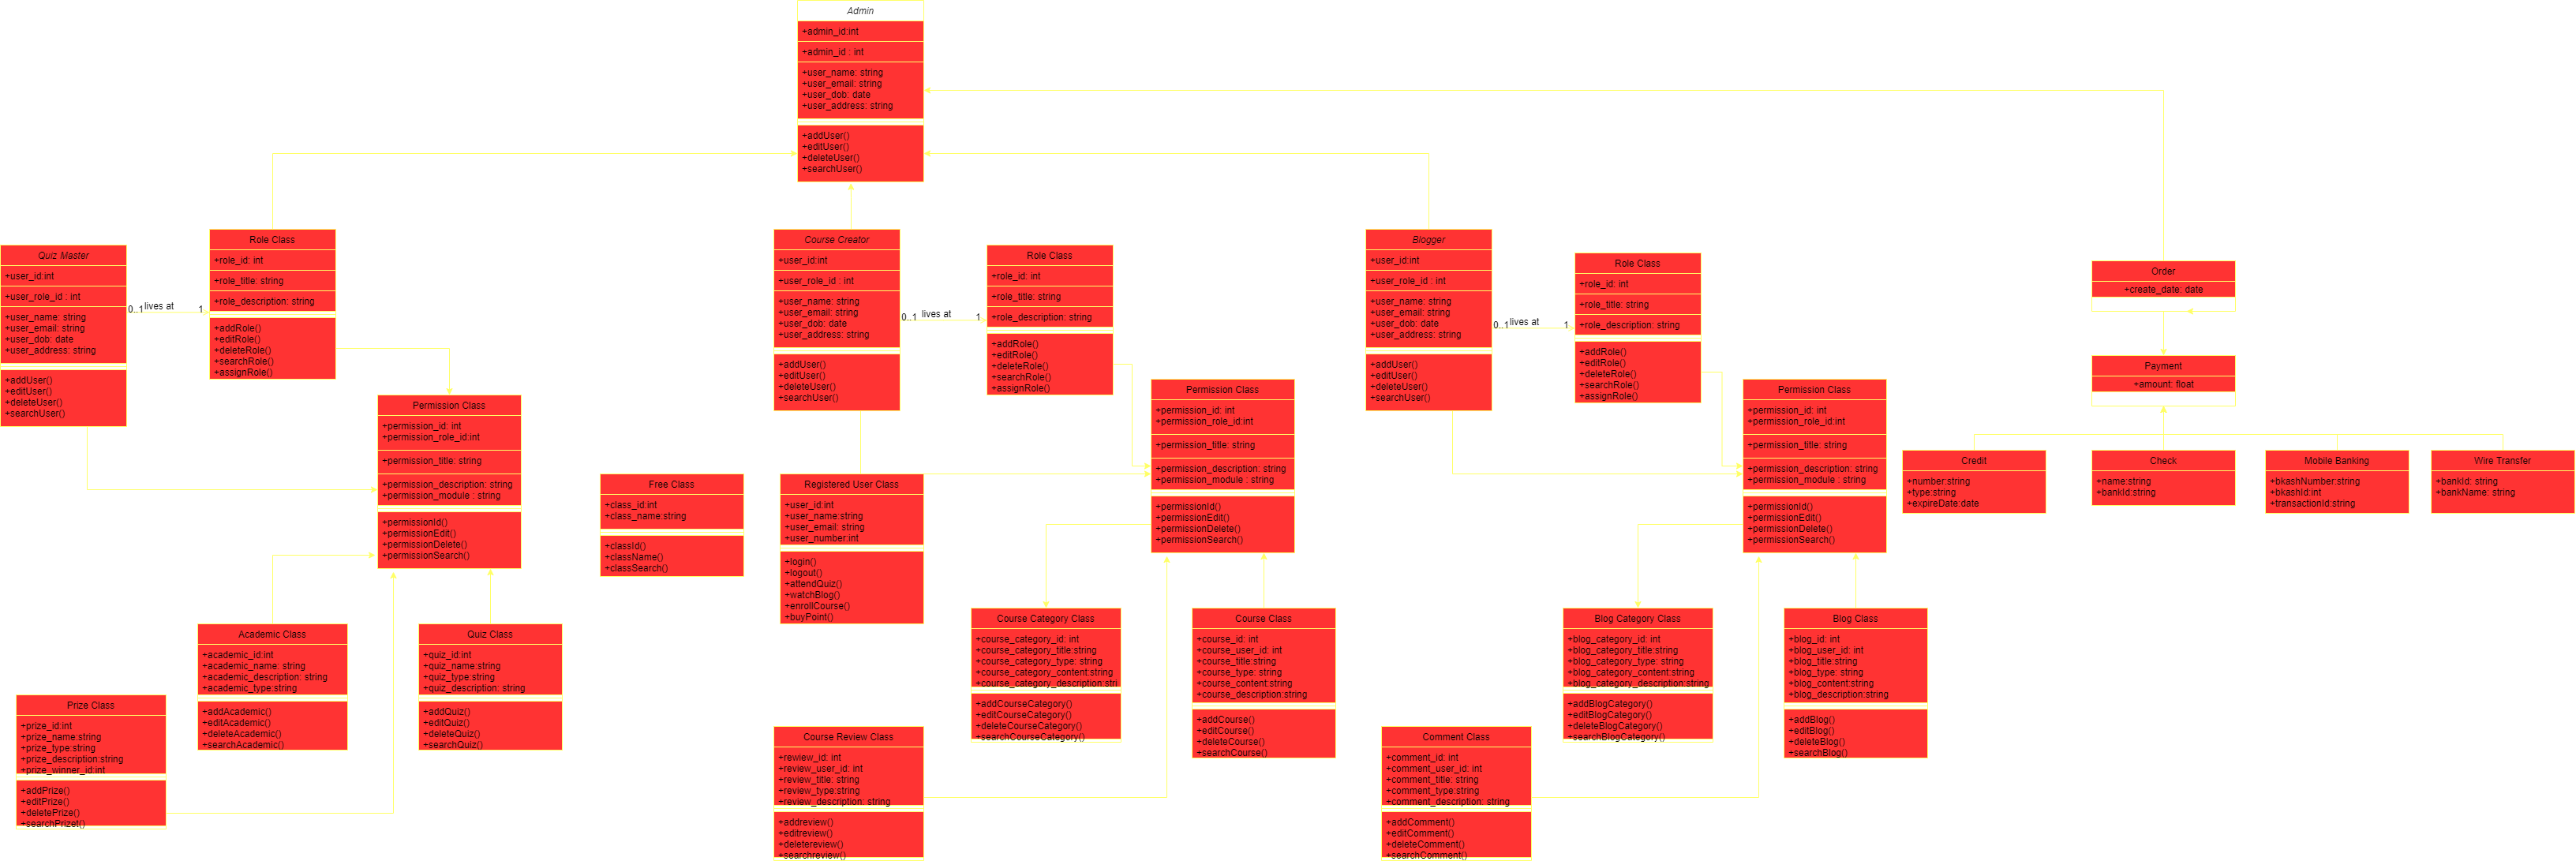 Admin
+admin_id:int
+admin_id : int
+user_name: string
+user_email: string
+user_dob: date
+user_address: string
+addUser()
+editUser()
+deleteUser()
+searchUser()
Quiz Master
+user_id:int
+user_role_id : int
+user_name: string
+user_email: string
+user_dob: date
+user_address: string
+addUser()
+editUser()
+deleteUser()
+searchUser()
0..1
lives at
1
Role Class
+role_id: int
+role_title: string
+role_description: string
+addRole()
+editRole()
+deleteRole()
+searchRole()
+assignRole()
Permission Class
+permission_id: int
+permission_role_id:int
+permission_title: string
+permission_description: string
+permission_module : string
+permissionId()
+permissionEdit()
+permissionDelete()
+permissionSearch()
Academic Class
+academic_id:int
+academic_name: string
+academic_description: string
+academic_type:string
+addAcademic()
+editAcademic()
+deleteAcademic()
+searchAcademic()
Quiz Class
+quiz_id:int
+quiz_name:string
+quiz_type:string
+quiz_description: string
+addQuiz()
+editQuiz()
+deleteQuiz()
+searchQuiz()
Prize Class
+prize_id:int
+prize_name:string
+prize_type:string
+prize_description:string
+prize_winner_id:int
+addPrize()
+editPrize()
+deletePrize()
+searchPrizet()
Free Class
+class_id:int
+class_name:string
+classId()
+className()
+classSearch()
Course Creator
+user_id:int
+user_role_id : int
+user_name: string
+user_email: string
+user_dob: date
+user_address: string
+addUser()
+editUser()
+deleteUser()
+searchUser()
0..1
lives at
1
Role Class
+role_id: int
+role_title: string
+role_description: string
+addRole()
+editRole()
+deleteRole()
+searchRole()
+assignRole()
Registered User Class
+user_id:int
+user_name:string
+user_email: string
+user_number:int
+login()
+logout()
+attendQuiz()
+watchBlog()
+enrollCourse()
+buyPoint()
Permission Class
+permission_id: int
+permission_role_id:int
+permission_title: string
+permission_description: string
+permission_module : string
+permissionId()
+permissionEdit()
+permissionDelete()
+permissionSearch()
Course Category Class
+course_category_id: int
+course_category_title:string
+course_category_type: string
+course_category_content:string
+course_category_description:stri
+addCourseCategory()
+editCourseCategory()
+deleteCourseCategory()
+searchCourseCategory()
Course Class
+course_id: int
+course_user_id: int
+course_title:string
+course_type: string
+course_content:string
+course_description:string
+addCourse()
+editCourse()
+deleteCourse()
+searchCourse()
Course Review Class
+rewiew_id: int
+review_user_id: int
+review_title: string
+review_type:string
+review_description: string
+addreview()
+editreview()
+deletereview()
+searchreview()
Blogger
+user_id:int
+user_role_id : int
+user_name: string
+user_email: string
+user_dob: date
+user_address: string
+addUser()
+editUser()
+deleteUser()
+searchUser()
0..1
lives at
1
Role Class
+role_id: int
+role_title: string
+role_description: string
+addRole()
+editRole()
+deleteRole()
+searchRole()
+assignRole()
Permission Class
+permission_id: int
+permission_role_id:int
+permission_title: string
+permission_description: string
+permission_module : string
+permissionId()
+permissionEdit()
+permissionDelete()
+permissionSearch()
Blog Category Class
+blog_category_id: int
+blog_category_title:string
+blog_category_type: string
+blog_category_content:string
+blog_category_description:string
+addBlogCategory()
+editBlogCategory()
+deleteBlogCategory()
+searchBlogCategory()
Blog Class
+blog_id: int
+blog_user_id: int
+blog_title:string
+blog_type: string
+blog_content:string
+blog_description:string
+addBlog()
+editBlog()
+deleteBlog()
+searchBlog()
Comment Class
+comment_id: int
+comment_user_id: int
+comment_title: string
+comment_type:string
+comment_description: string
+addComment()
+editComment()
+deleteComment()
+searchComment()
Order
+create_date: date
Payment
+amount: float
Credit
+number:string
+type:string
+expireDate:date
Check
+name:string
+bankId:string
Mobile Banking
+bkashNumber:string
+bkashId:int
+transactionId:string
Wire Transfer
+bankId: string
+bankName: string